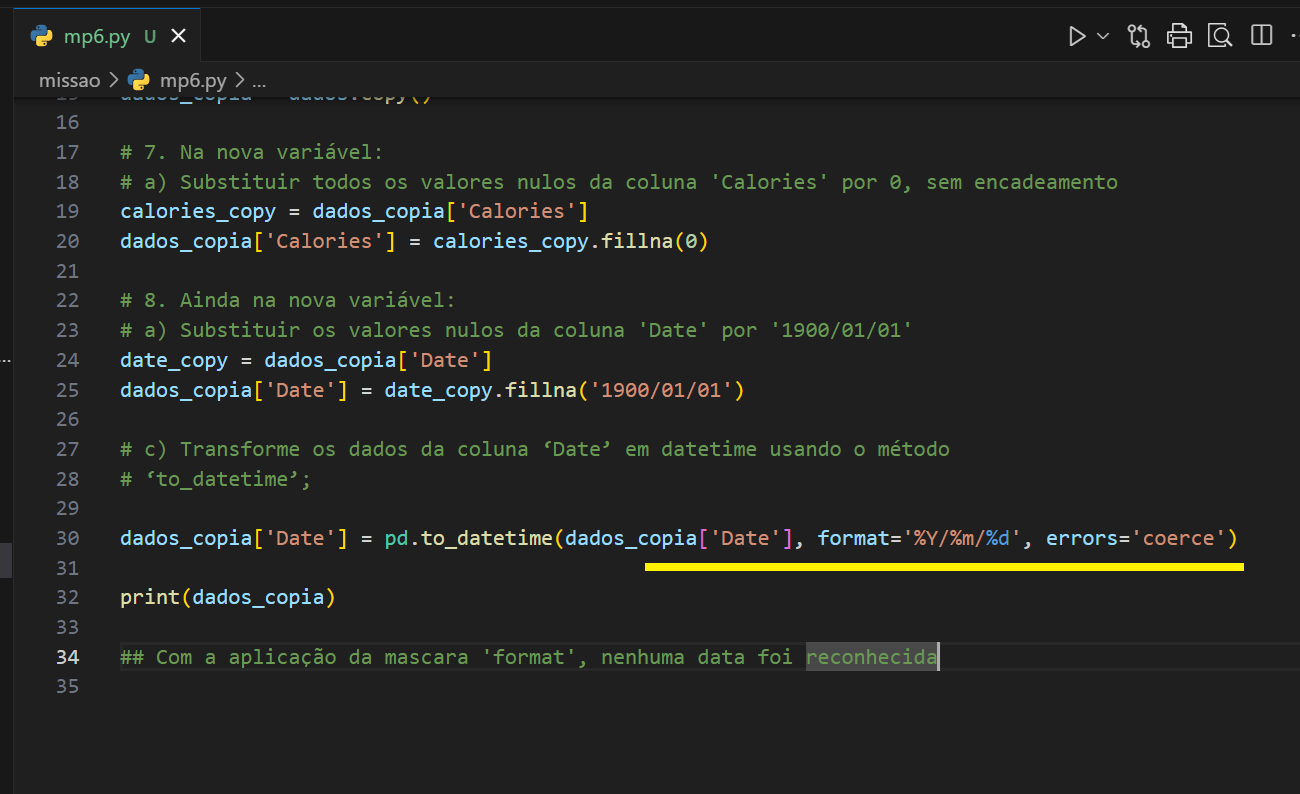 mp6.py U
missao > mp6.py > ...
16
17 # 7. Na nova variável:
18 # a) Substituir todos os valores nulos da coluna 'Calories' por 0, sem encadeamento
19 calories_copy = dados_copia['Calories']
20 dados_copia['Calories'] = calories_copy.fillna(0)
21
22 # 8. Ainda na nova variável:
23 # a) Substituir os valores nulos da coluna 'Date' por '1900/01/01'
24 date_copy = dados_copia['Date']
25 dados_copia['Date'] = date_copy.fillna('1900/01/01')
26
27 # c) Transforme os dados da coluna ‘Date’ em datetime usando o método
28 # ‘to_datetime’;
29
30 dados_copia['Date'] = pd.to_datetime(dados_copia['Date'], format='%Y/%m/%d', errors='coerce')
31
32 print(dados_copia)
33
34 ## Com a aplicação da mascara 'format', nenhuma data foi reconhecida
35